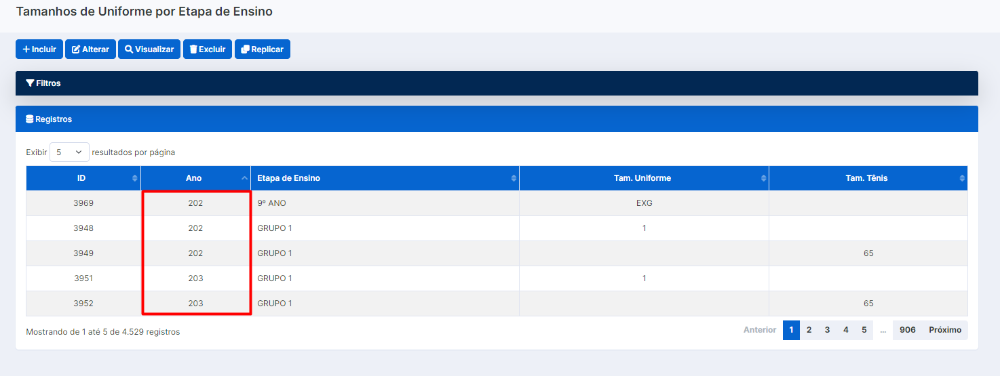 Tamanhos de Uniforme por Etapa de Ensino
Incluir Alterar Visualizar Excluir Replicar
Filtros
Registros
Exibir 5 resultados por página
ID Ano Etapa de Ensino Tam. Uniforme Tam. Tênis
3969 202 9º ANO EXG
3948 202 GRUPO 1 1
3949 202 GRUPO 1 65
3951 203 GRUPO 1 1
3952 203 GRUPO 1 65
Mostrando de 1 até 5 de 4.529 registros
Anterior 1 2 3 4 5 ... 906 Próximo